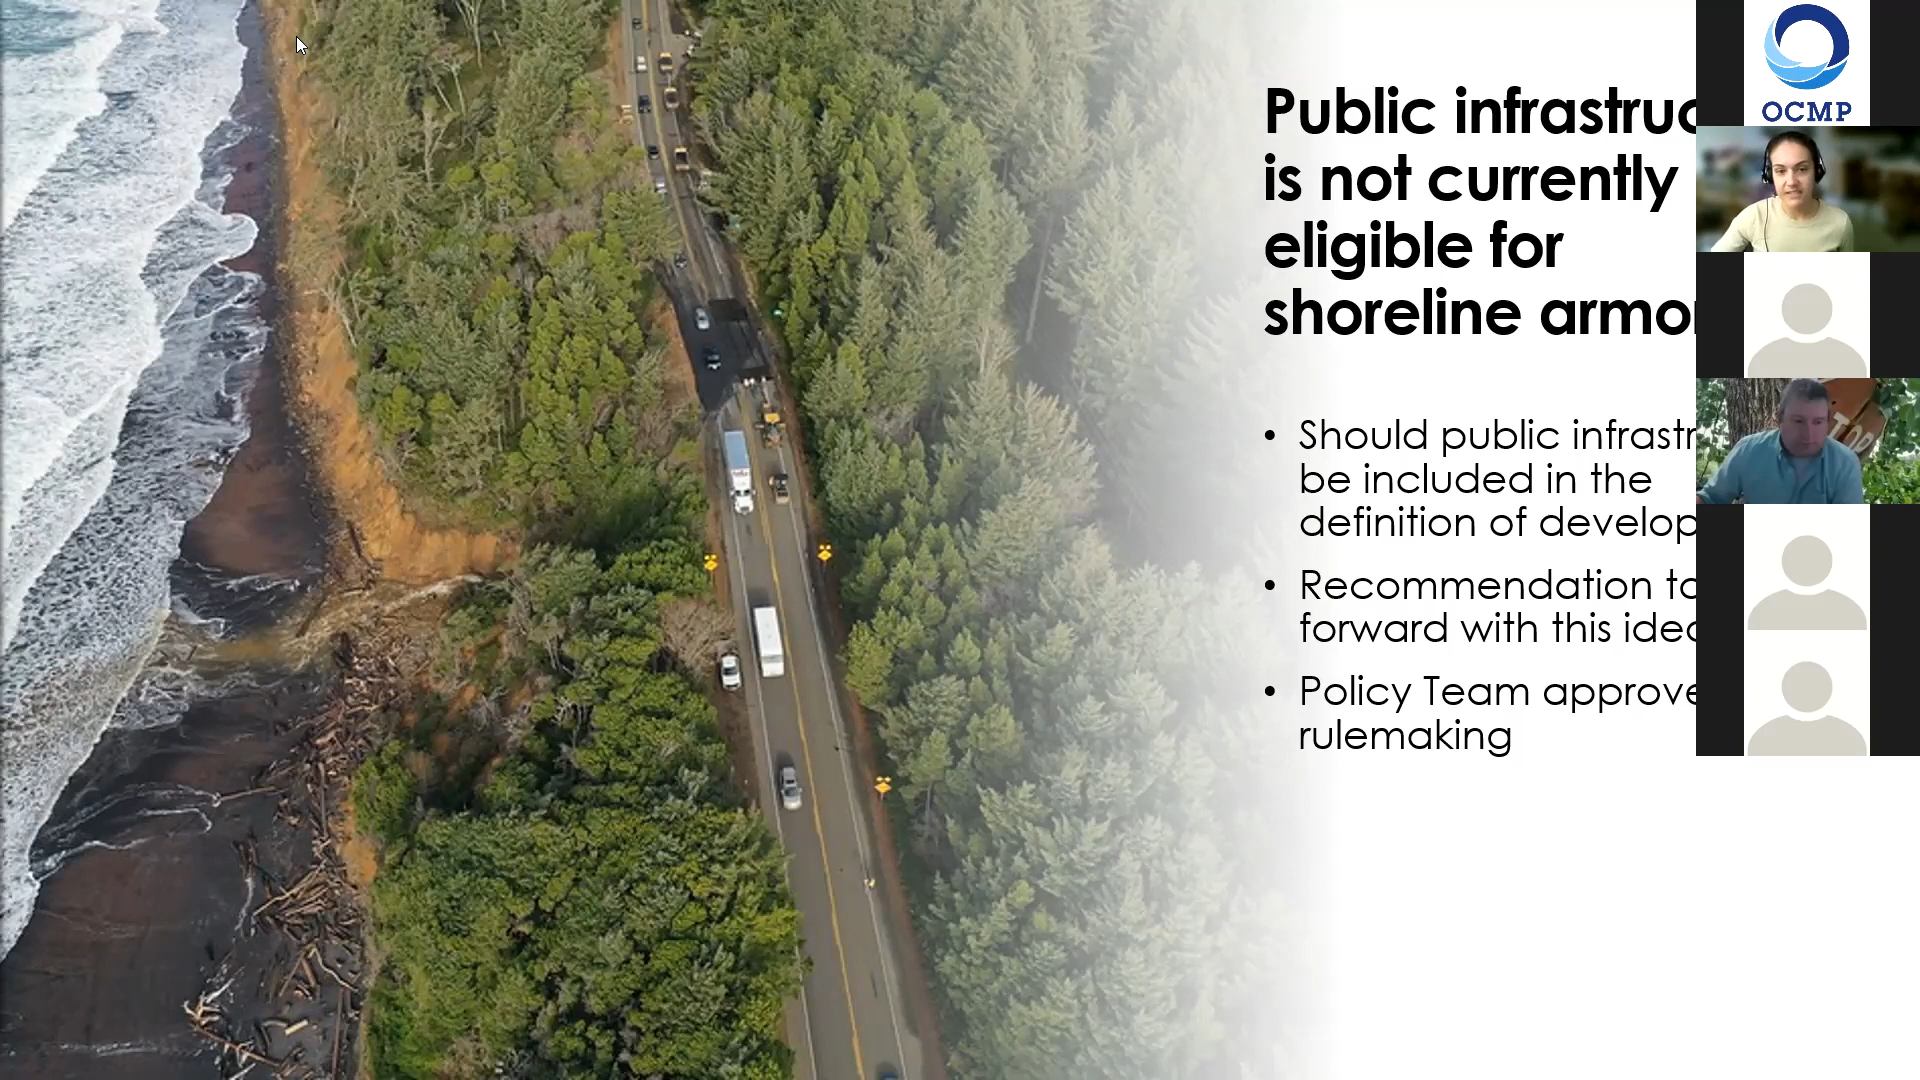 Public infrastruc
is not currently
eligible for
shoreline armo
• Should public infrastr
be included in the
definition of develop
• Recommendation to
forward with this idea
• Policy Team approve
rulemaking
OCMP
TOP